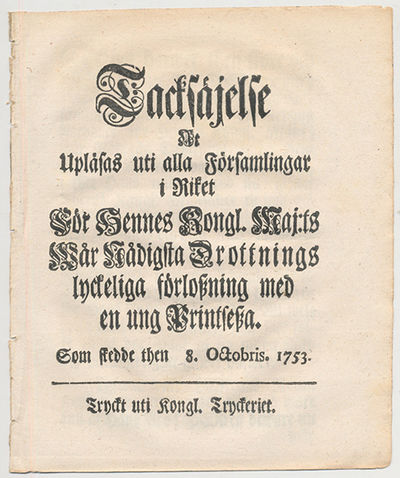 Tacksäjelse
At
Upläsas uti alla Församlingar
i Riket
För Hennes Kongl. Maj:ts
Wår Nådigsta Drottnings
lyckeliga förloßning med
en ung Printseßa.
Som skedde then 8. Octobris. 1753.
Tryckt uti Kongl. Tryckeriet.